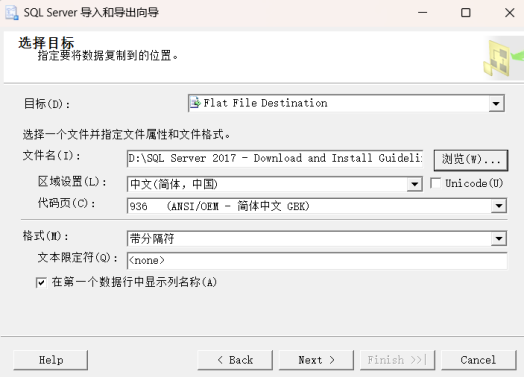 SQL Server 导入和导出向导
选择目标
指定要将数据复制到的位置。
目标(D): Flat File Destination
选择一个文件并指定文件属性和文件格式。
文件名(I): D:\SQL Server 2017 - Download and Install Guideli 浏览(W)...
区域设置(L): 中文(简体，中国) Unicode(U)
代码页(C): 936 (ANSI/OEM - 简体中文 GBK)
格式(M): 带分隔符
文本限定符(Q): <none>
在第一个数据行中显示列名称(A)
Help < Back Next > Finish >>| Cancel